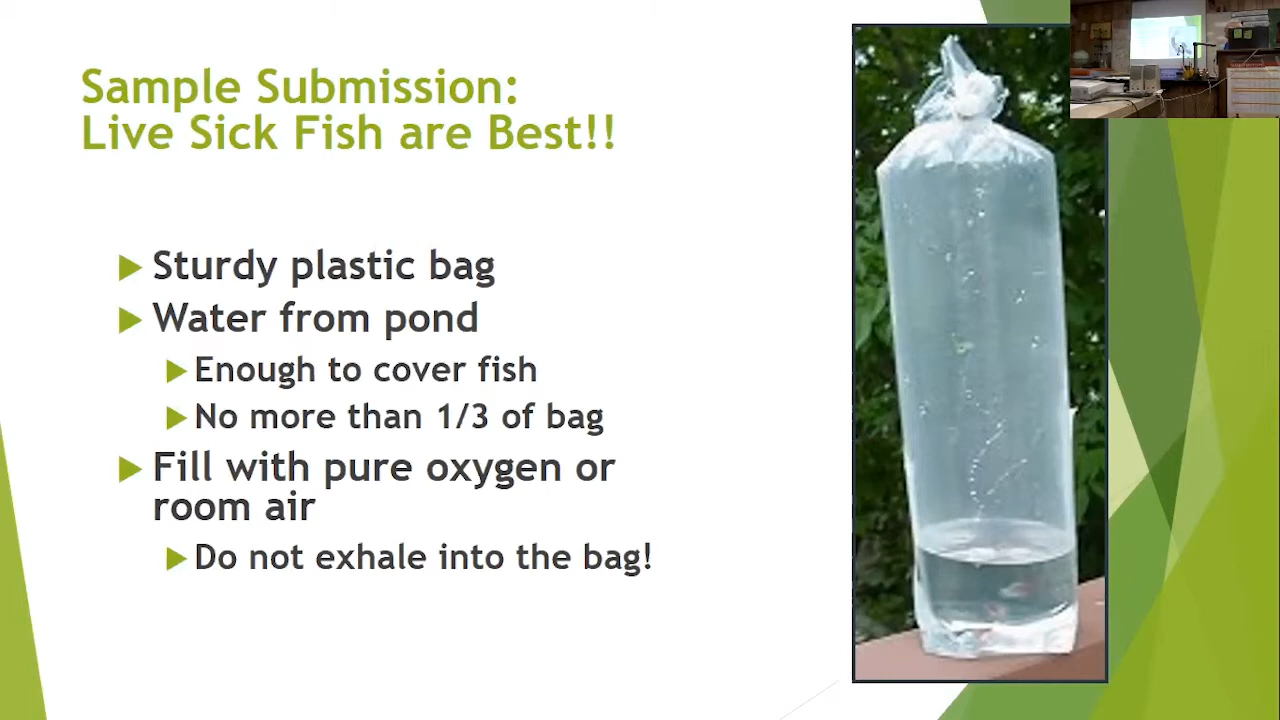 Sample Submission:
Live Sick Fish are Best!!
Sturdy plastic bag
Water from pond
Enough to cover fish
No more than 1/3 of bag
Fill with pure oxygen or
room air
Do not exhale into the bag!